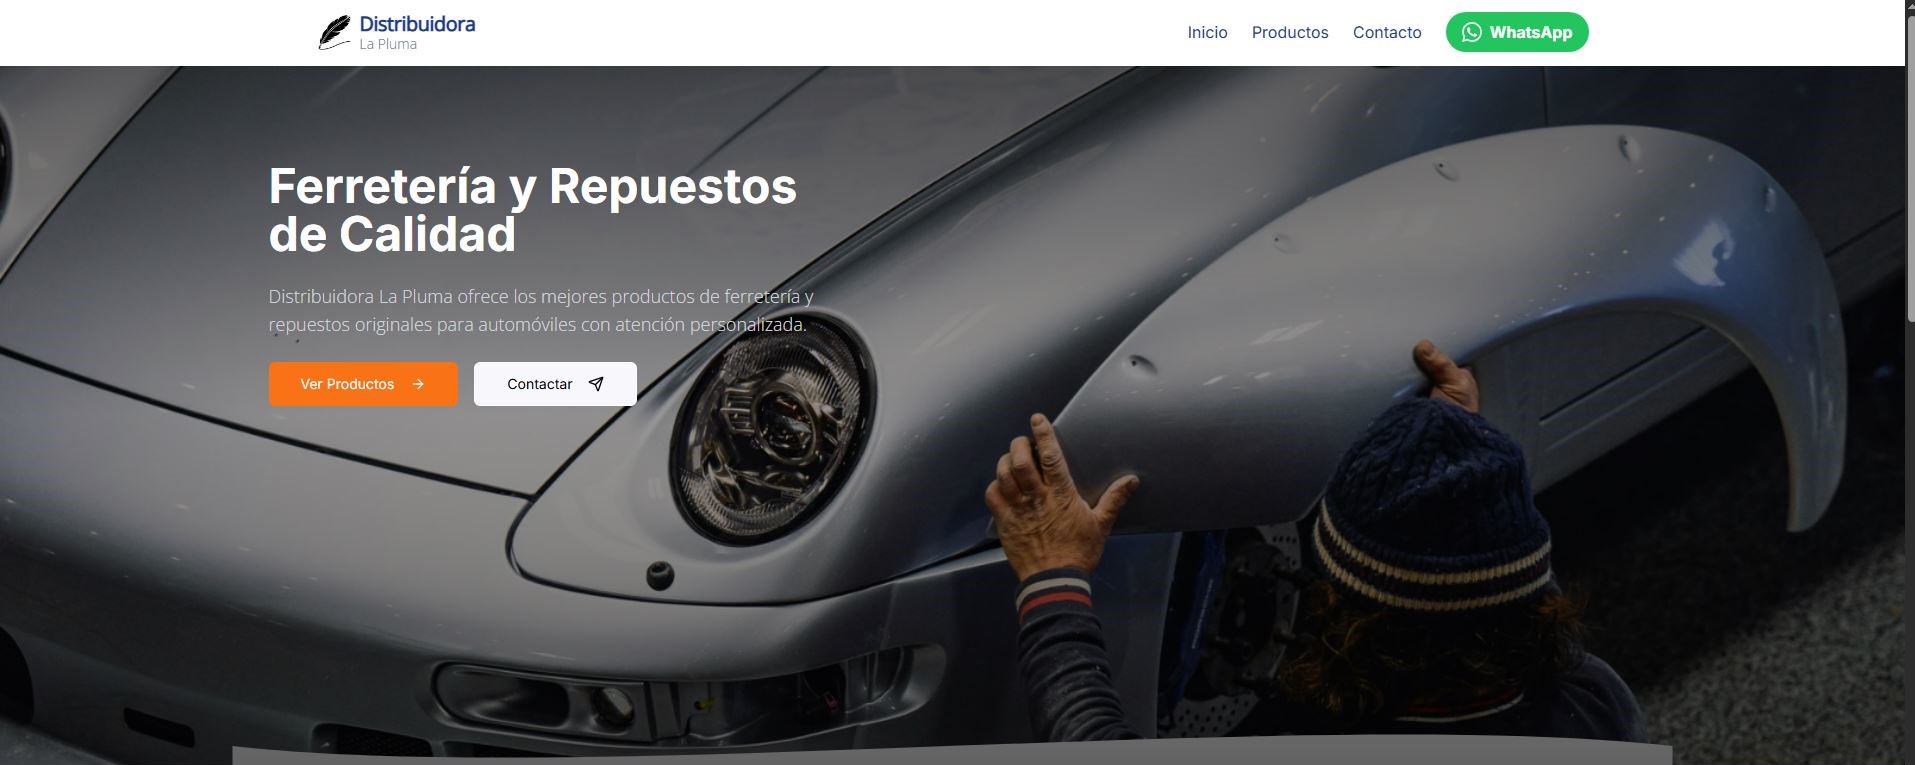 Distribuidora
La Pluma
Inicio
Productos
Contacto
WhatsApp
Ferretería y Repuestos
de Calidad
Distribuidora La Pluma ofrece los mejores productos de ferretería y
repuestos originales para automóviles con atención personalizada.
Ver Productos
Contactar